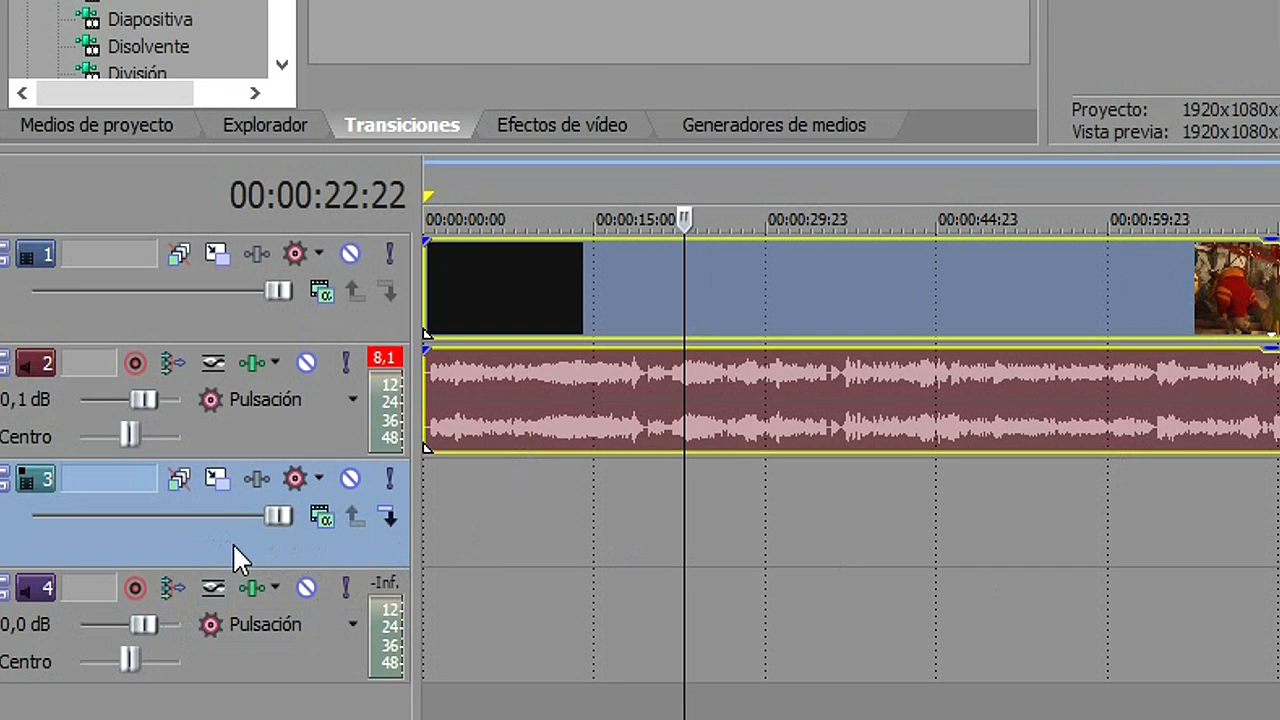 Diapositiva
Disolvente
División
Medios de proyecto
Explorador
Transiciones
Efectos de vídeo
Generadores de medios
Proyecto: 1920x1080x
Vista previa: 1920x1080x
00:00:22:22
00:00:00:00
00:00:15:00
00:00:29:23
00:00:44:23
00:00:59:23
1
2
8,1
0,1 dB
Pulsación
Centro
12
24
36
48
3
4
-Inf.
0,0 dB
Pulsación
Centro
12
24
36
48